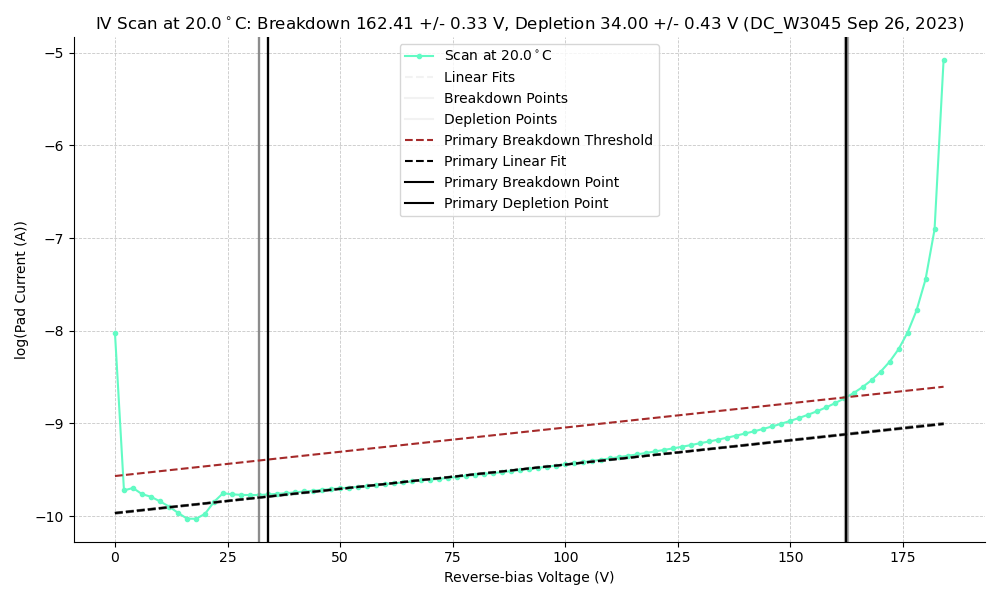 IV Scan at 20.0°C: Breakdown 162.41 +/- 0.33 V, Depletion 34.00 +/- 0.43 V (DC_W3045 Sep 26, 2023)
Scan at 20.0°C
Linear Fits
Breakdown Points
Depletion Points
Primary Breakdown Threshold
Primary Linear Fit
Primary Breakdown Point
Primary Depletion Point
log(Pad Current (A))
−5
−6
−7
−8
−9
−10
0 25 50 75 100 125 150 175
Reverse-bias Voltage (V)